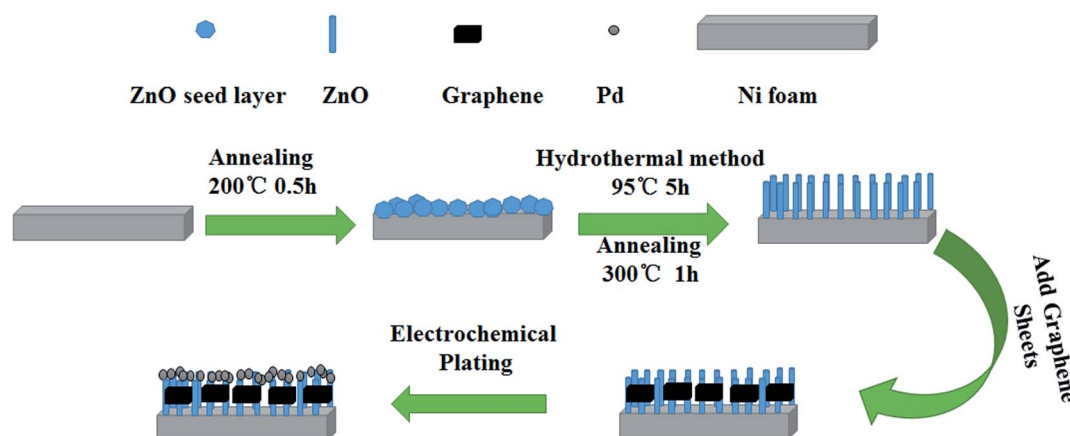 ZnO seed layer
ZnO
Graphene
Pd
Ni foam
Annealing
200℃ 0.5h
Hydrothermal method
95℃ 5h
Annealing
300℃ 1h
Add Graphene
Sheets
Electrochemical
Plating